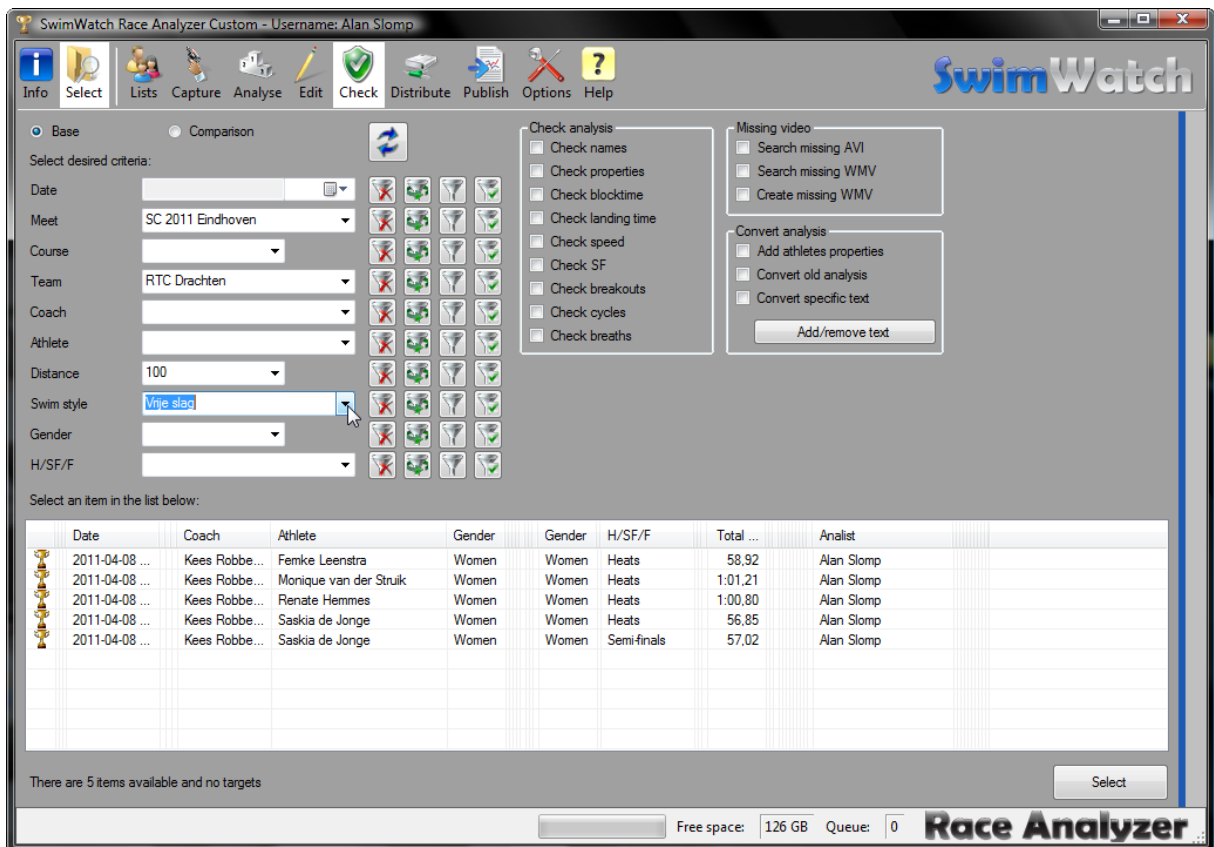 SwimWatch Race Analyzer Custom - Username: Alan Slomp
Info Select Lists Capture Analyse Edit Check Distribute Publish Options Help
SwimWatch
Base Comparison
Select desired criteria:
Date
Meet SC 2011 Eindhoven
Course
Team RTC Drachten
Coach
Athlete
Distance 100
Swim style Vrije slag
Gender
H/SF/F
Check analysis
Check names
Check properties
Check blocktime
Check landing time
Check speed
Check SF
Check breakouts
Check cycles
Check breaths
Missing video
Search missing AVI
Search missing WMV
Create missing WMV
Convert analysis
Add athletes properties
Convert old analysis
Convert specific text
Add/remove text
Select an item in the list below:
Date Coach Athlete Gender Gender H/SF/F Total ... Analist
2011-04-08 ... Kees Robbe... Femke Leenstra Women Women Heats 58,92 Alan Slomp
2011-04-08 ... Kees Robbe... Monique van der Struik Women Women Heats 1:01,21 Alan Slomp
2011-04-08 ... Kees Robbe... Renate Hemmes Women Women Heats 1:00,80 Alan Slomp
2011-04-08 ... Kees Robbe... Saskia de Jonge Women Women Heats 56,85 Alan Slomp
2011-04-08 ... Kees Robbe... Saskia de Jonge Women Women Semi-finals 57,02 Alan Slomp
There are 5 items available and no targets
Select
Free space: 126 GB Queue: 0 Race Analyzer